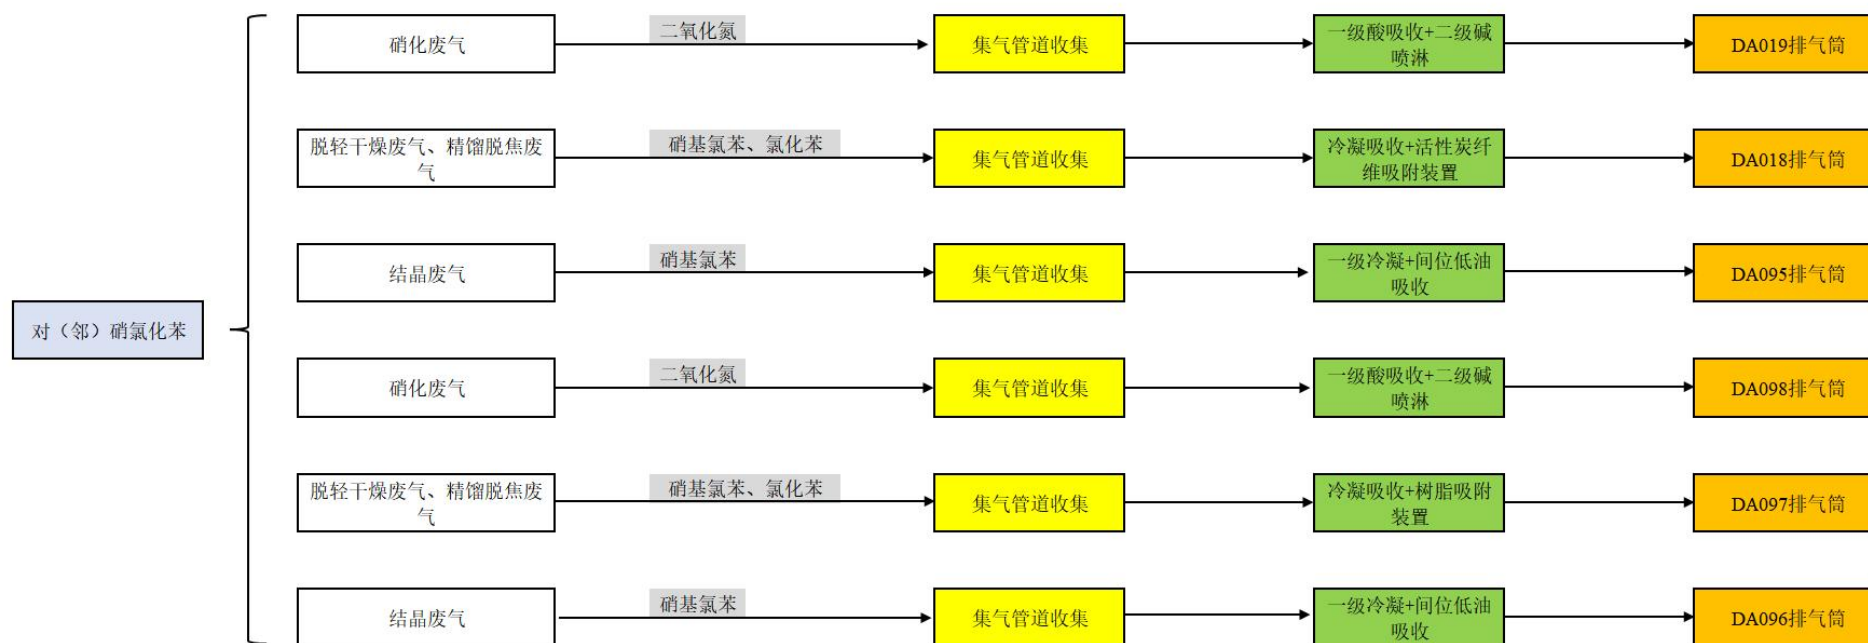 二氧化氮
硝化废气
集气管道收集
一级酸吸收+二级碱
喷淋
DA019排气筒
硝基氯苯、氯化苯
脱轻干燥废气、精馏脱焦废
气
集气管道收集
冷凝吸收+活性炭纤
维吸附装置
DA018排气筒
硝基氯苯
结晶废气
集气管道收集
一级冷凝+间位低油
吸收
DA095排气筒
对（邻）硝氯化苯
二氧化氮
硝化废气
集气管道收集
一级酸吸收+二级碱
喷淋
DA098排气筒
硝基氯苯、氯化苯
脱轻干燥废气、精馏脱焦废
气
集气管道收集
冷凝吸收+树脂吸附
装置
DA097排气筒
硝基氯苯
结晶废气
集气管道收集
一级冷凝+间位低油
吸收
DA096排气筒